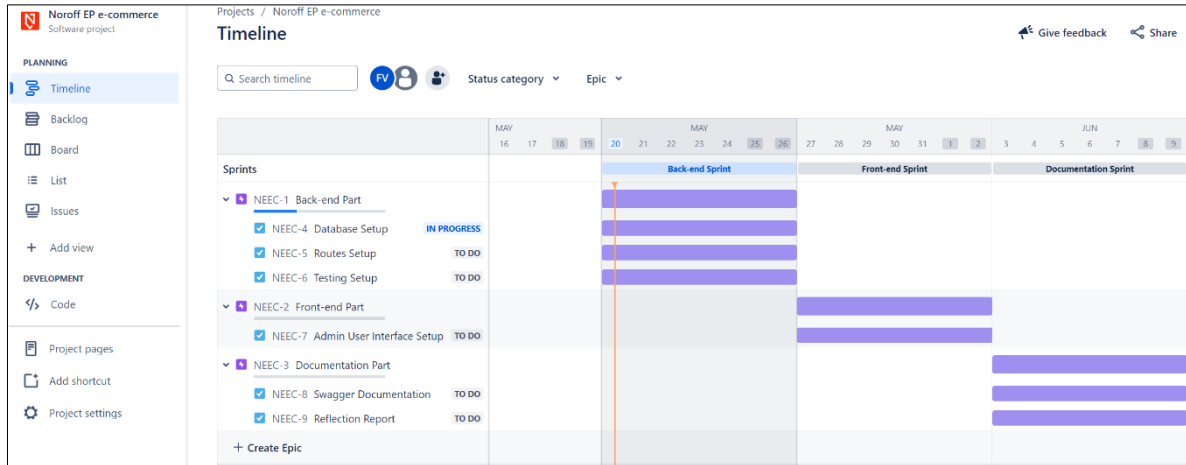 Noroff EP e-commerce
Software project
PLANNING
Timeline
Backlog
Board
List
Issues
Add view
DEVELOPMENT
Code
Project pages
Add shortcut
Project settings
Projects / Noroff EP e-commerce
Timeline
Give feedback
Share
Search timeline
FV
Status category
Epic
MAY MAY MAY JUN
16 17 18 19 20 21 22 23 24 25 26 27 28 29 30 31 1 2 3 4 5 6 7 8 9
Sprints Back-end Sprint Front-end Sprint Documentation Sprint
NEEC-1 Back-end Part
NEEC-4 Database Setup IN PROGRESS
NEEC-5 Routes Setup TO DO
NEEC-6 Testing Setup TO DO
NEEC-2 Front-end Part
NEEC-7 Admin User Interface Setup TO DO
NEEC-3 Documentation Part
NEEC-8 Swagger Documentation TO DO
NEEC-9 Reflection Report TO DO
+ Create Epic